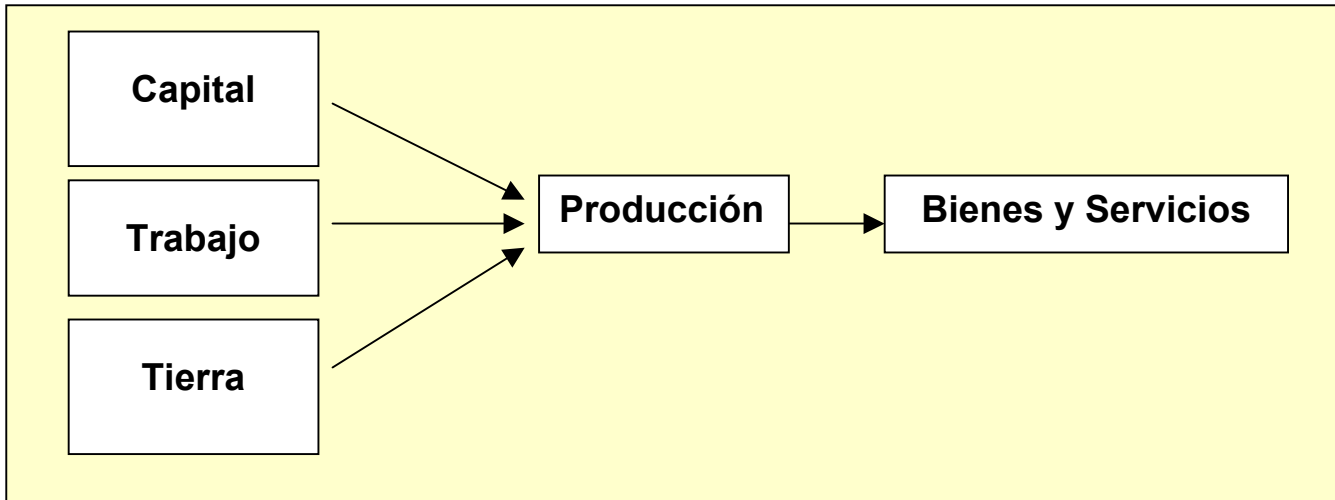 Capital
Trabajo
Tierra
Producción
Bienes y Servicios